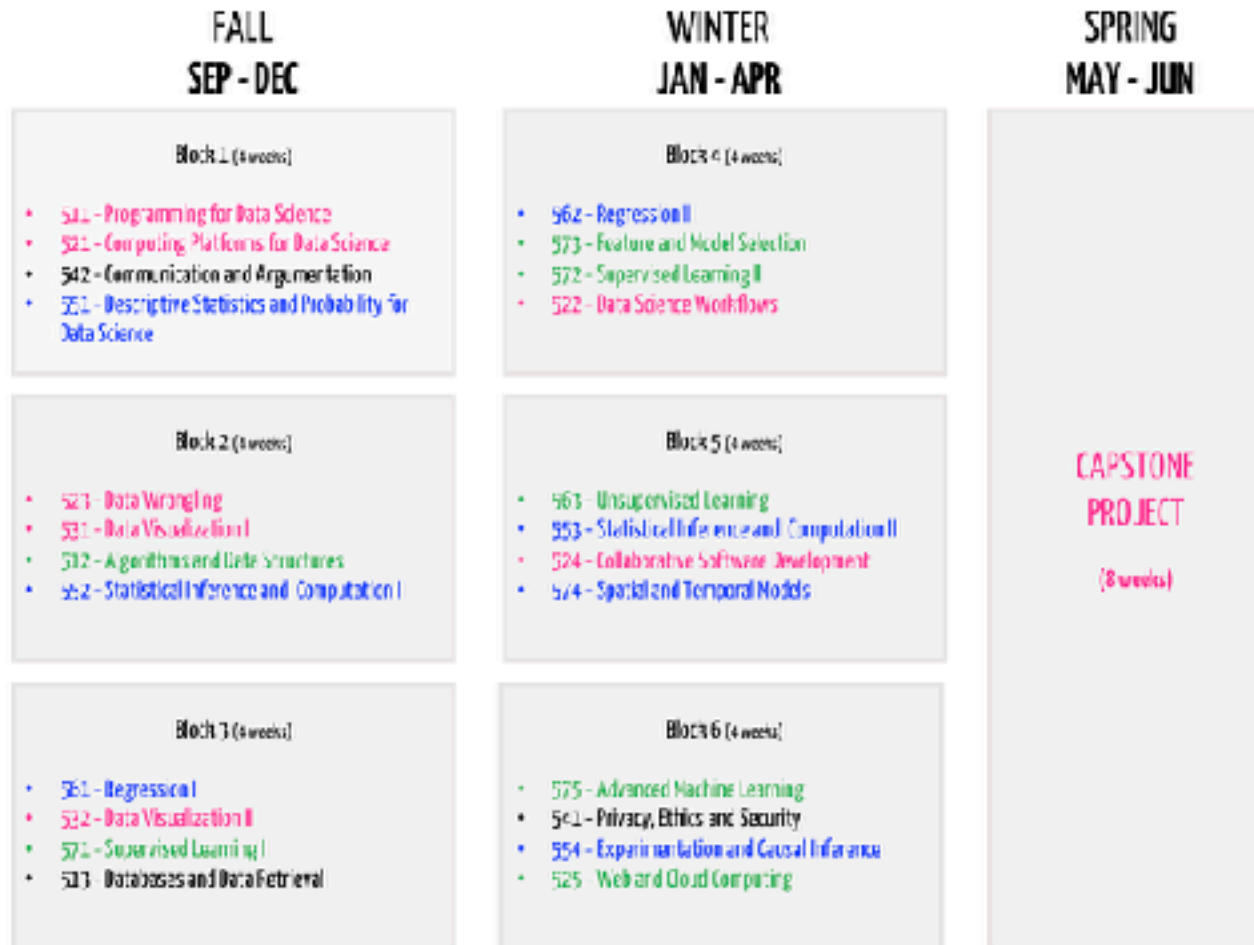 FALL
SEP - DEC
Block 1 (4 weeks)
• 511 - Programming for Data Science
• 521 - Computing Platforms for Data Science
• 542 - Communication and Argumentation
• 551 - Descriptive Statistics and Probability for
Data Science
Block 2 (4 weeks)
• 523 - Data Wrangling
• 531 - Data Visualization I
• 512 - Algorithms and Data Structures
• 552 - Statistical Inference and Computation I
Block 3 (4 weeks)
• 561 - Regression I
• 532 - Data Visualization II
• 571 - Supervised Learning I
• 513 - Databases and Data Retrieval
WINTER
JAN - APR
Block 4 (4 weeks)
• 562 - Regression II
• 573 - Feature and Model Selection
• 572 - Supervised Learning II
• 522 - Data Science Workflows
Block 5 (4 weeks)
• 563 - Unsupervised Learning
• 553 - Statistical Inference and Computation II
• 524 - Collaborative Software Development
• 574 - Spatial and Temporal Models
Block 6 (4 weeks)
• 575 - Advanced Machine Learning
• 541 - Privacy, Ethics and Security
• 554 - Experimentation and Causal Inference
• 525 - Web and Cloud Computing
SPRING
MAY - JUN
CAPSTONE
PROJECT
(8 weeks)